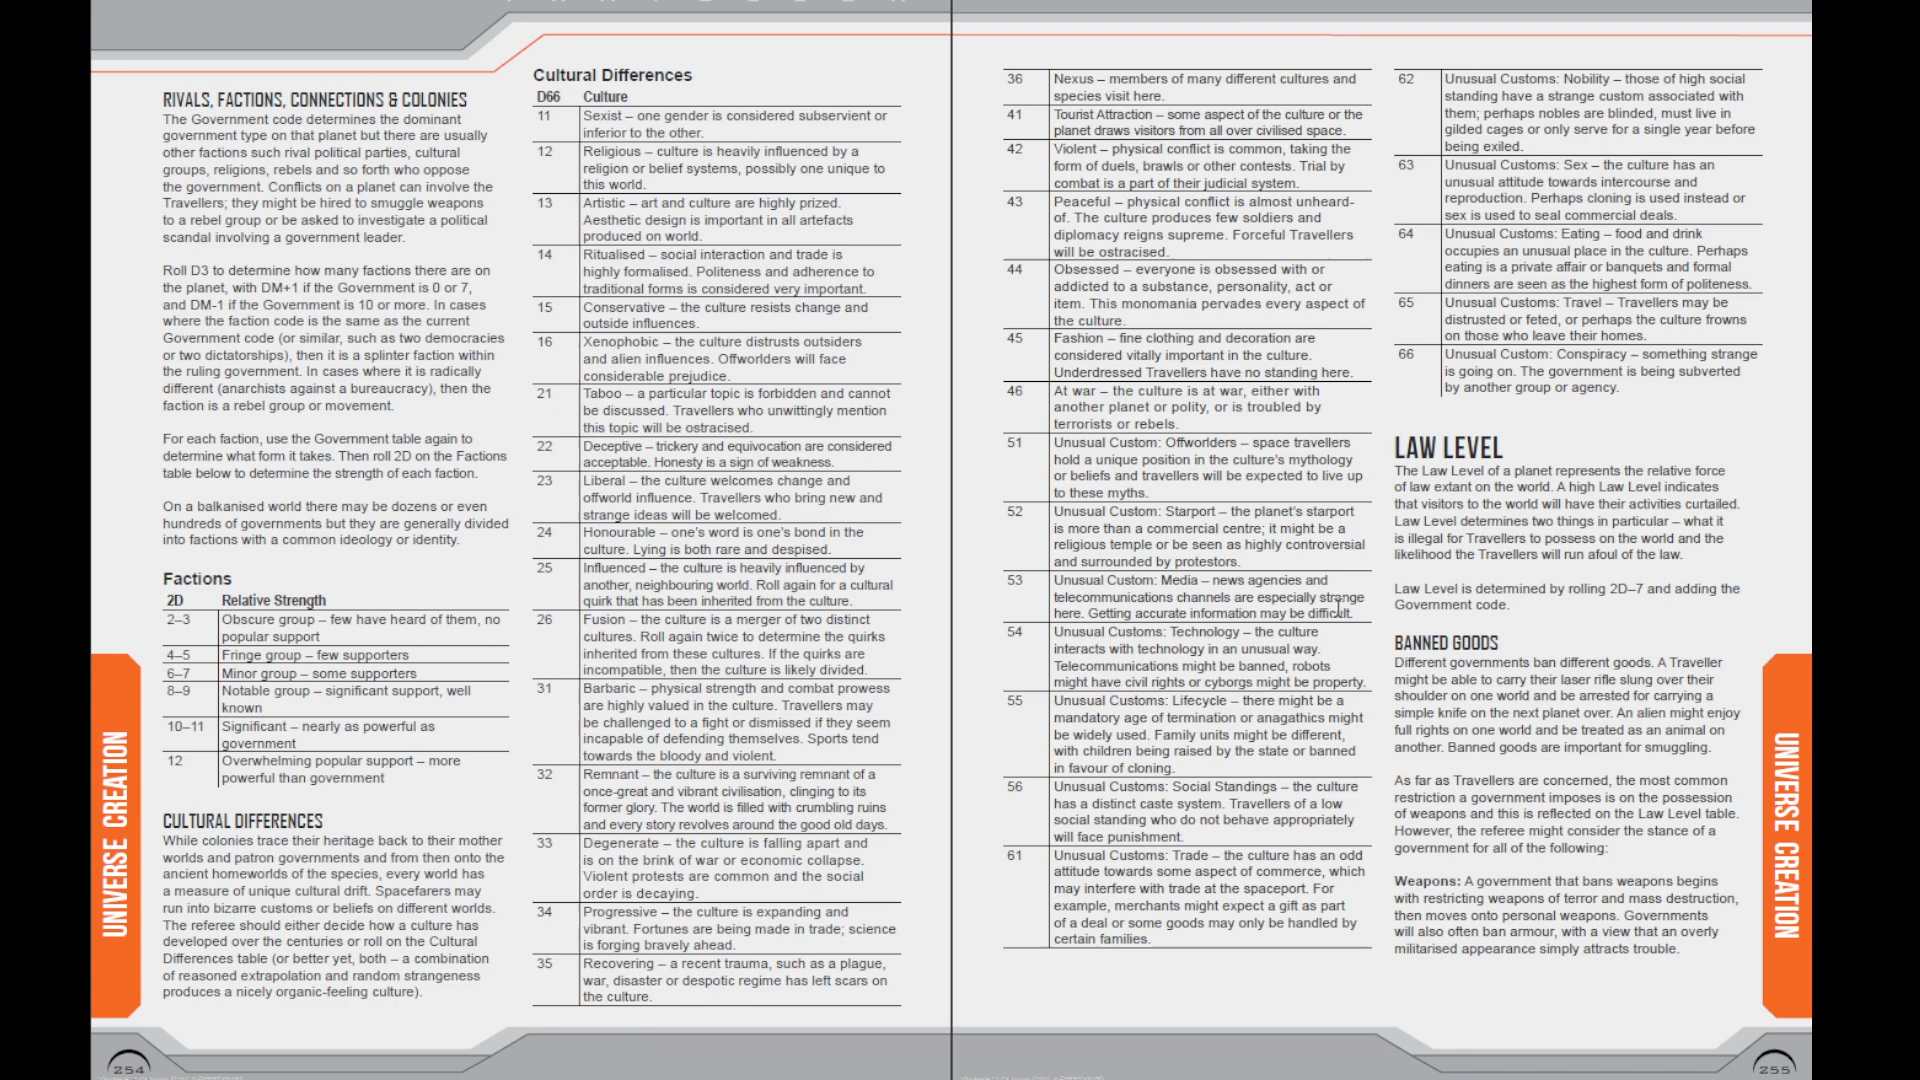 RIVALS, FACTIONS, CONNECTIONS & COLONIES
The Government code determines the dominant
government type on that planet but there are usually
other factions such rival political parties, cultural
groups, religions, rebels and so forth who oppose
the government. Conflicts on a planet can involve the
Travellers; they might be hired to smuggle weapons
to a rebel group or be asked to investigate a political
scandal involving a government leader.
Roll D3 to determine how many factions there are on
the planet, with DM+1 if the Government is 0 or 7,
and DM-1 if the Government is 10 or more. In cases
where the faction code is the same as the current
Government code (or similar, such as two democracies
or two dictatorships), then it is a splinter faction within
the ruling government. In cases where it is radically
different (anarchists against a bureaucracy), then the
faction is a rebel group or movement.
For each faction, use the Government table again to
determine what form it takes. Then roll 2D on the Factions
table below to determine the strength of each faction.
On a balkanised world there may be dozens or even
hundreds of governments but they are generally divided
into factions with a common ideology or identity.
Factions
2D Relative Strength
2–3 Obscure group – few have heard of them, no
popular support
4–5 Fringe group – few supporters
6–7 Minor group – some supporters
8–9 Notable group – significant support, well
known
10–11 Significant – nearly as powerful as
government
12 Overwhelming popular support – more
powerful than government
CULTURAL DIFFERENCES
While colonies trace their heritage back to their mother
worlds and patron governments and from then onto the
ancient homeworlds of the species, every world has
a measure of unique cultural drift. Spacefarers may
run into bizarre customs or beliefs on different worlds.
The referee should either decide how a culture has
developed over the centuries or roll on the Cultural
Differences table (or better yet, both – a combination
of reasoned extrapolation and random strangeness
produces a nicely organic-feeling culture).
UNIVERSE CREATION
254
Cultural Differences
D66 Culture
11 Sexist – one gender is considered subservient or
inferior to the other.
12 Religious – culture is heavily influenced by a
religion or belief systems, possibly one unique to
this world.
13 Artistic – art and culture are highly prized.
Aesthetic design is important in all artefacts
produced on world.
14 Ritualised – social interaction and trade is
highly formalised. Politeness and adherence to
traditional forms is considered very important.
15 Conservative – the culture resists change and
outside influences.
16 Xenophobic – the culture distrusts outsiders
and alien influences. Offworlders will face
considerable prejudice.
21 Taboo – a particular topic is forbidden and cannot
be discussed. Travellers who unwittingly mention
this topic will be ostracised.
22 Deceptive – trickery and equivocation are considered
acceptable. Honesty is a sign of weakness.
23 Liberal – the culture welcomes change and
offworld influence. Travellers who bring new and
strange ideas will be welcomed.
24 Honourable – one's word is one's bond in the
culture. Lying is both rare and despised.
25 Influenced – the culture is heavily influenced by
another, neighbouring world. Roll again for a cultural
quirk that has been inherited from the culture.
26 Fusion – the culture is a merger of two distinct
cultures. Roll again twice to determine the quirks
inherited from these cultures. If the quirks are
incompatible, then the culture is likely divided.
31 Barbaric – physical strength and combat prowess
are highly valued in the culture. Travellers may
be challenged to a fight or dismissed if they seem
incapable of defending themselves. Sports tend
towards the bloody and violent.
32 Remnant – the culture is a surviving remnant of a
once-great and vibrant civilisation, clinging to its
former glory. The world is filled with crumbling ruins
and every story revolves around the good old days.
33 Degenerate – the culture is falling apart and
is on the brink of war or economic collapse.
Violent protests are common and the social
order is decaying.
34 Progressive – the culture is expanding and
vibrant. Fortunes are being made in trade; science
is forging bravely ahead.
35 Recovering – a recent trauma, such as a plague,
war, disaster or despotic regime has left scars on
the culture.
36 Nexus – members of many different cultures and
species visit here.
41 Tourist Attraction – some aspect of the culture or the
planet draws visitors from all over civilised space.
42 Violent – physical conflict is common, taking the
form of duels, brawls or other contests. Trial by
combat is a part of their judicial system.
43 Peaceful – physical conflict is almost unheard-
of. The culture produces few soldiers and
diplomacy reigns supreme. Forceful Travellers
will be ostracised.
44 Obsessed – everyone is obsessed with or
addicted to a substance, personality, act or
item. This monomania pervades every aspect of
the culture.
45 Fashion – fine clothing and decoration are
considered vitally important in the culture.
Underdressed Travellers have no standing here.
46 At war – the culture is at war, either with
another planet or polity, or is troubled by
terrorists or rebels.
51 Unusual Custom: Offworlders – space travellers
hold a unique position in the culture's mythology
or beliefs and travellers will be expected to live up
to these myths.
52 Unusual Custom: Starport – the planet's starport
is more than a commercial centre; it might be a
religious temple or be seen as highly controversial
and surrounded by protestors.
53 Unusual Custom: Media – news agencies and
telecommunications channels are especially strange
here. Getting accurate information may be difficult.
54 Unusual Customs: Technology – the culture
interacts with technology in an unusual way.
Telecommunications might be banned, robots
might have civil rights or cyborgs might be property.
55 Unusual Customs: Lifecycle – there might be a
mandatory age of termination or anagathics might
be widely used. Family units might be different,
with children being raised by the state or banned
in favour of cloning.
56 Unusual Customs: Social Standings – the culture
has a distinct caste system. Travellers of a low
social standing who do not behave appropriately
will face punishment.
61 Unusual Customs: Trade – the culture has an odd
attitude towards some aspect of commerce, which
may interfere with trade at the spaceport. For
example, merchants might expect a gift as part
of a deal or some goods may only be handled by
certain families.
62 Unusual Customs: Nobility – those of high social
standing have a strange custom associated with
them; perhaps nobles are blinded, must live in
gilded cages or only serve for a single year before
being exiled.
63 Unusual Customs: Sex – the culture has an
unusual attitude towards intercourse and
reproduction. Perhaps cloning is used instead or
sex is used to seal commercial deals.
64 Unusual Customs: Eating – food and drink
occupies an unusual place in the culture. Perhaps
eating is a private affair or banquets and formal
dinners are seen as the highest form of politeness.
65 Unusual Customs: Travel – Travellers may be
distrusted or feted, or perhaps the culture frowns
on those who leave their homes.
66 Unusual Custom: Conspiracy – something strange
is going on. The government is being subverted
by another group or agency.
LAW LEVEL
The Law Level of a planet represents the relative force
of law extant on the world. A high Law Level indicates
that visitors to the world will have their activities curtailed.
Law Level determines two things in particular – what it
is illegal for Travellers to possess on the world and the
likelihood the Travellers will run afoul of the law.
Law Level is determined by rolling 2D–7 and adding the
Government code.
BANNED GOODS
Different governments ban different goods. A Traveller
might be able to carry their laser rifle slung over their
shoulder on one world and be arrested for carrying a
simple knife on the next planet over. An alien might enjoy
full rights on one world and be treated as an animal on
another. Banned goods are important for smuggling.
As far as Travellers are concerned, the most common
restriction a government imposes is on the possession
of weapons and this is reflected on the Law Level table.
However, the referee might consider the stance of a
government for all of the following:
Weapons: A government that bans weapons begins
with restricting weapons of terror and mass destruction,
then moves onto personal weapons. Governments
will also often ban armour, with a view that an overly
militarised appearance simply attracts trouble.
UNIVERSE CREATION
255